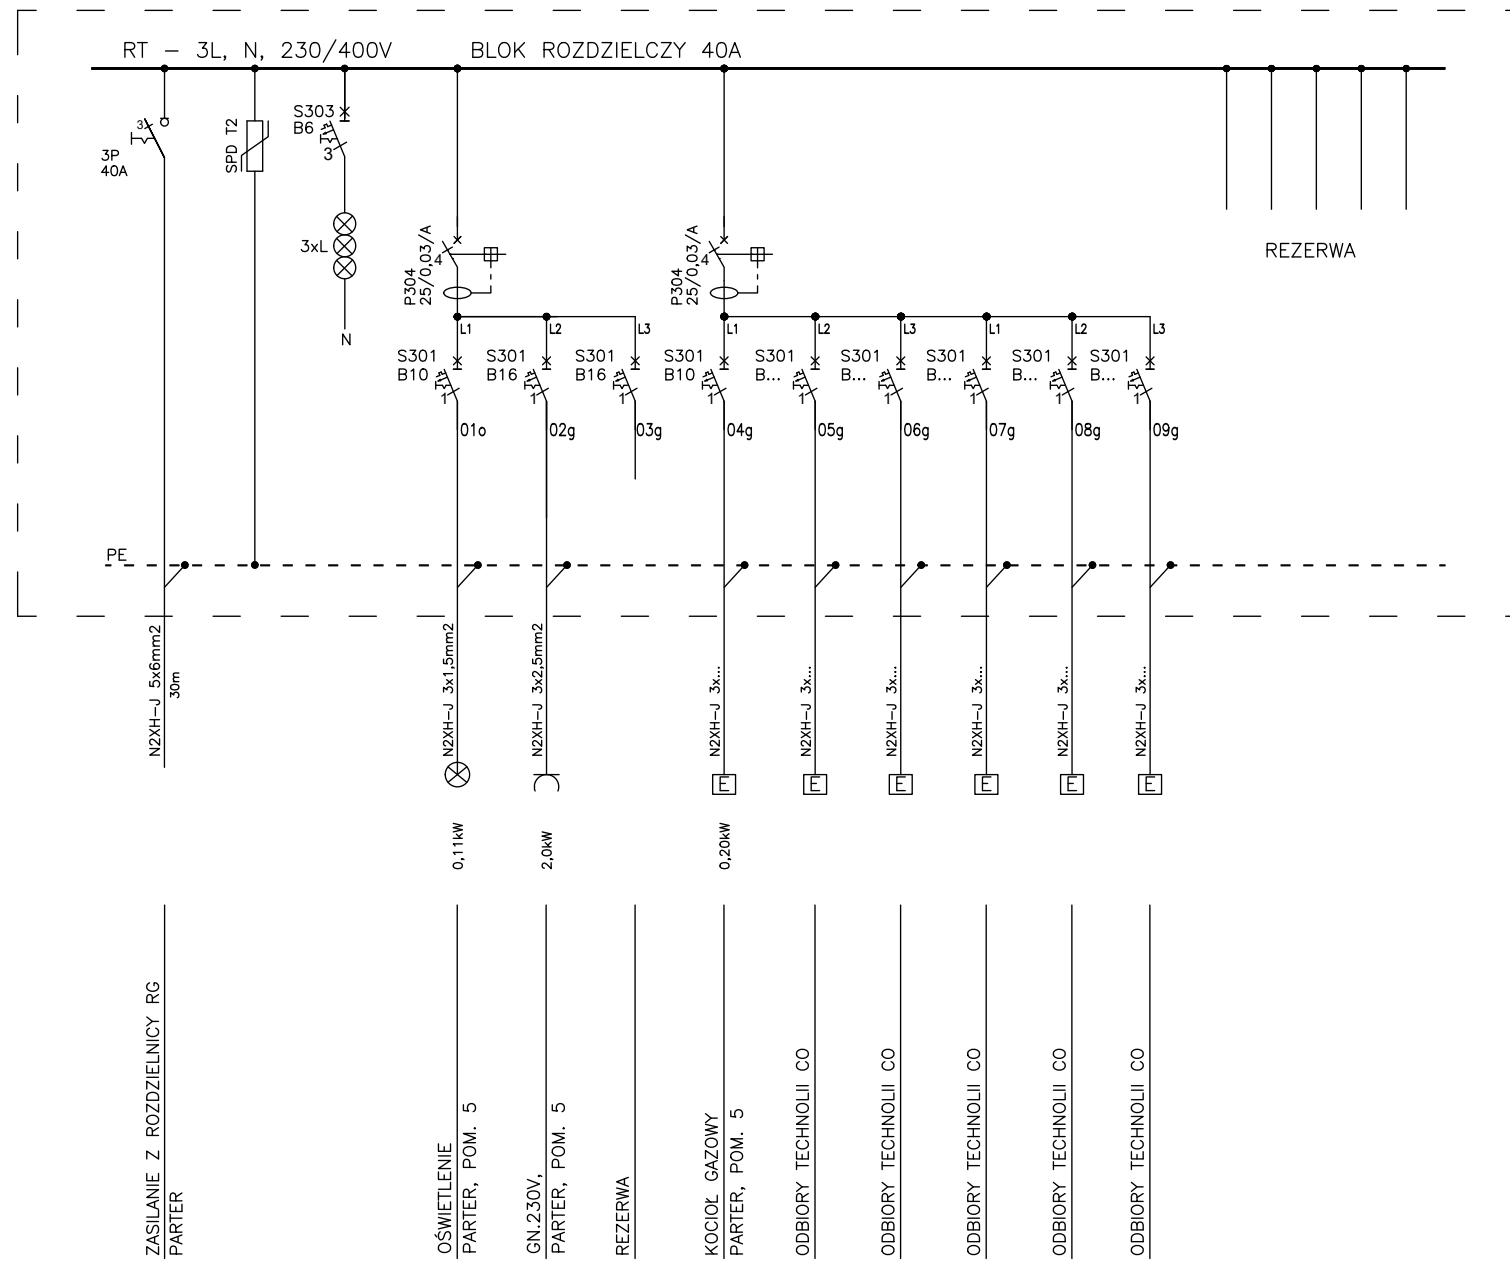 RT – 3L, N, 230/400V
BLOK ROZDZIELCZY 40A
3
3P
40A
SPD T2
S303
B6
3
3xL
N
P304
25/0,03/A
4
P304
25/0,03/A
4
REZERWA
L1
L2
L3
L1
L2
L3
L1
L2
L3
S301
B10
1
S301
B16
1
S301
B16
1
S301
B10
1
S301
B...
1
S301
B...
1
S301
B...
1
S301
B...
1
S301
B...
1
01o
02g
03g
04g
05g
06g
07g
08g
09g
PE
N2XH-J 5x6mm2
30m
N2XH-J 3x1,5mm2
N2XH-J 3x2,5mm2
N2XH-J 3x...
N2XH-J 3x...
N2XH-J 3x...
N2XH-J 3x...
N2XH-J 3x...
N2XH-J 3x...
E
E
E
E
E
E
0,11kW
2,0kW
0,20kW
ZASILANIE Z ROZDZIELNICY RG
PARTER
OŚWIETLENIE
PARTER, POM. 5
GN.230V,
PARTER, POM. 5
REZERWA
KOCIOŁ GAZOWY
PARTER, POM. 5
ODBIORY TECHNOLII CO
ODBIORY TECHNOLII CO
ODBIORY TECHNOLII CO
ODBIORY TECHNOLII CO
ODBIORY TECHNOLII CO